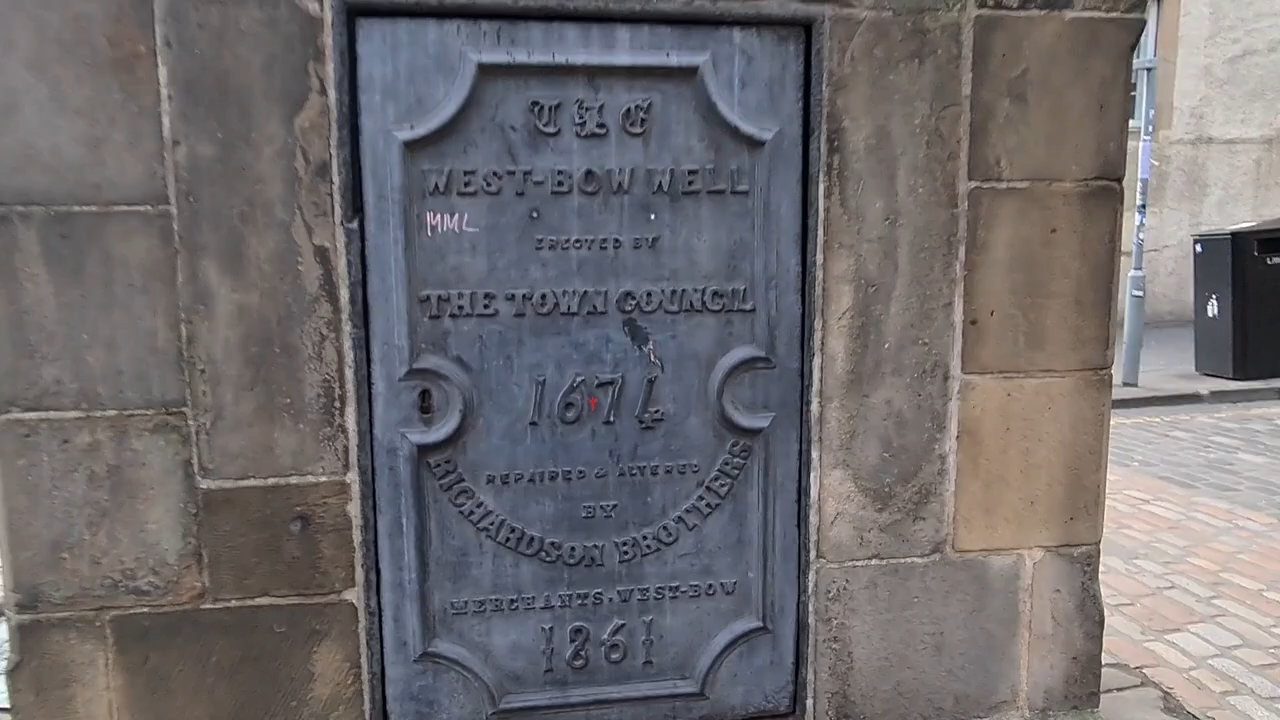 THE
WEST-BOW WELL
MML
ERECTED BY
THE TOWN COUNCIL
1674
REPAIRED & ALTERED
BY
RICHARDSON BROTHERS
MERCHANTS. WEST-BOW
1861